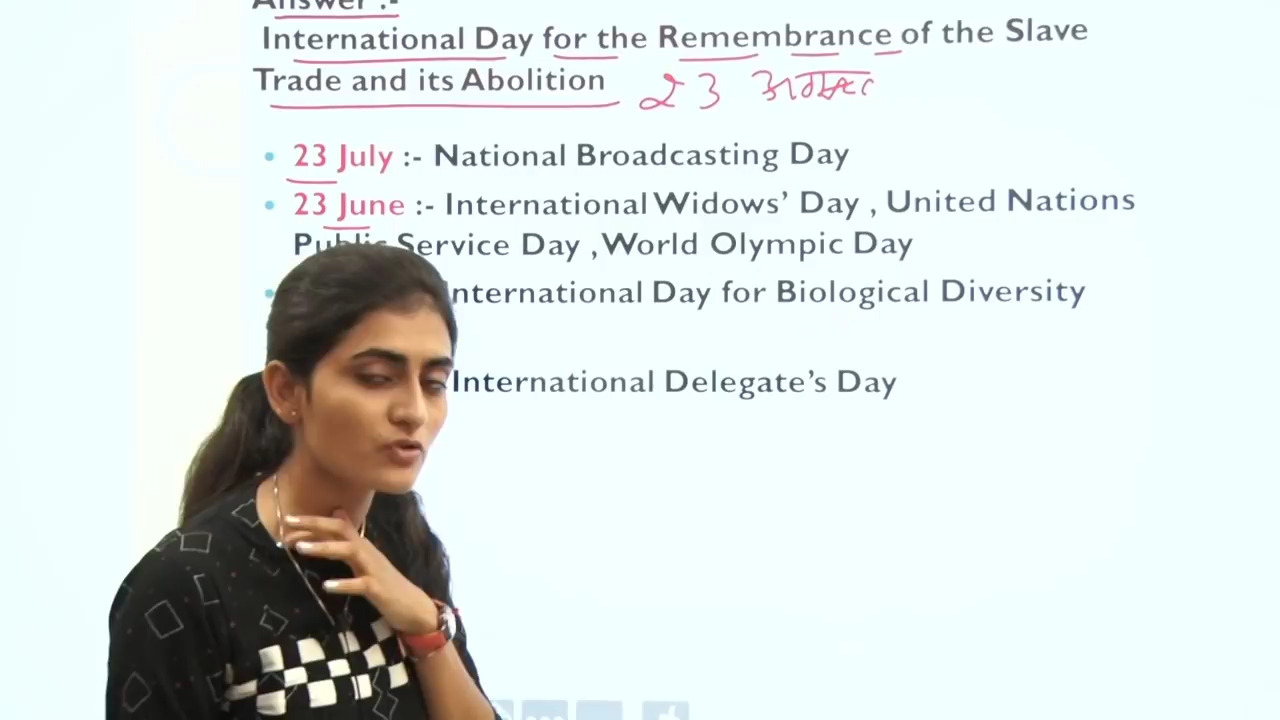 Answer :-
International Day for the Remembrance of the Slave
Trade and its Abolition 23
23 July :- National Broadcasting Day
23 June :- International Widows’ Day , United Nations
Public Service Day ,World Olympic Day
International Day for Biological Diversity
International Delegate’s Day